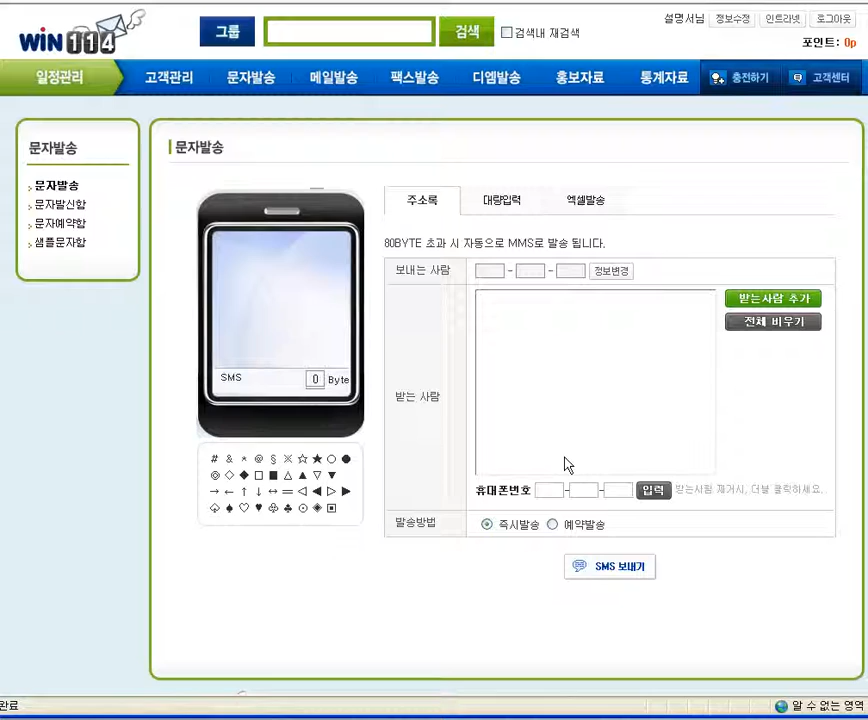 WIN114
그룹
검색
검색내 재검색
설명서님 정보수정 인트라넷 로그아웃
포인트: 0p
일정관리 고객관리 문자발송 메일발송 팩스발송 디엠발송 홍보자료 통계자료 충전하기 고객센터
문자발송
문자발송
문자발신함
문자예약함
샘플문자함
문자발송
주소록 대량입력 엑셀발송
80BYTE 초과 시 자동으로 MMS로 발송 됩니다.
보내는 사람 - - 정보변경
받는사람 추가
전체 비우기
SMS 0 Byte
받는 사람
# & * @ § ※ ☆ ★ ○ ●
◎ ◇ ◆ □ ■ △ ▲ ▽ ▼
→ ← ↑ ↓ ↔ 〓 ◁ ◀ ▷ ▶
♤ ♠ ♡ ♥ ♧ ♣ ⊙ ◈ ▣
휴대폰번호 - - 입력 받는사람 제거시, 더블 클릭하세요.
발송방법 즉시발송 예약발송
SMS 보내기
완료
알 수 없는 영역